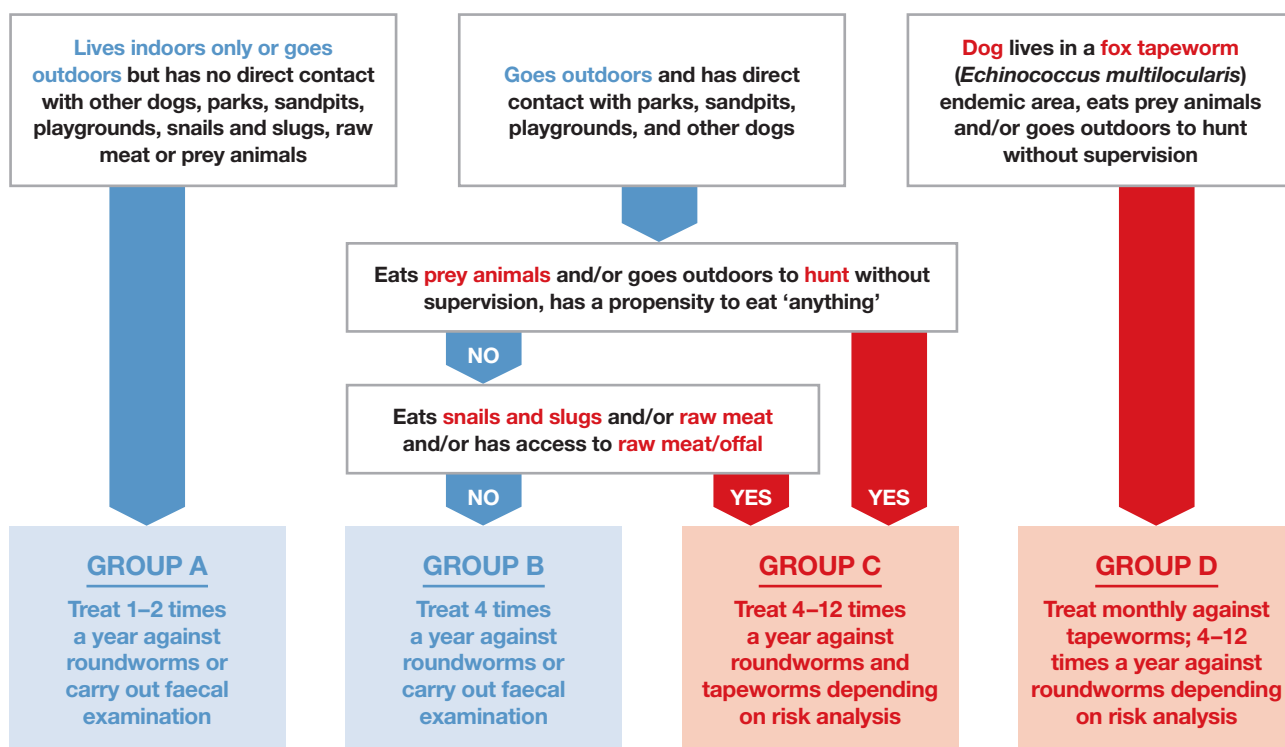 Lives indoors only or goes
outdoors but has no direct contact
with other dogs, parks, sandpits,
playgrounds, snails and slugs, raw
meat or prey animals
Goes outdoors and has direct
contact with parks, sandpits,
playgrounds, and other dogs
Dog lives in a fox tapeworm
(Echinococcus multilocularis)
endemic area, eats prey animals
and/or goes outdoors to hunt
without supervision
Eats prey animals and/or goes outdoors to hunt without
supervision, has a propensity to eat ‘anything’
NO
Eats snails and slugs and/or raw meat
and/or has access to raw meat/offal
NO
YES
YES
GROUP A
Treat 1–2 times
a year against
roundworms or
carry out faecal
examination
GROUP B
Treat 4 times
a year against
roundworms or
carry out faecal
examination
GROUP C
Treat 4–12 times
a year against
roundworms and
tapeworms depending
on risk analysis
GROUP D
Treat monthly against
tapeworms; 4–12
times a year against
roundworms depending
on risk analysis